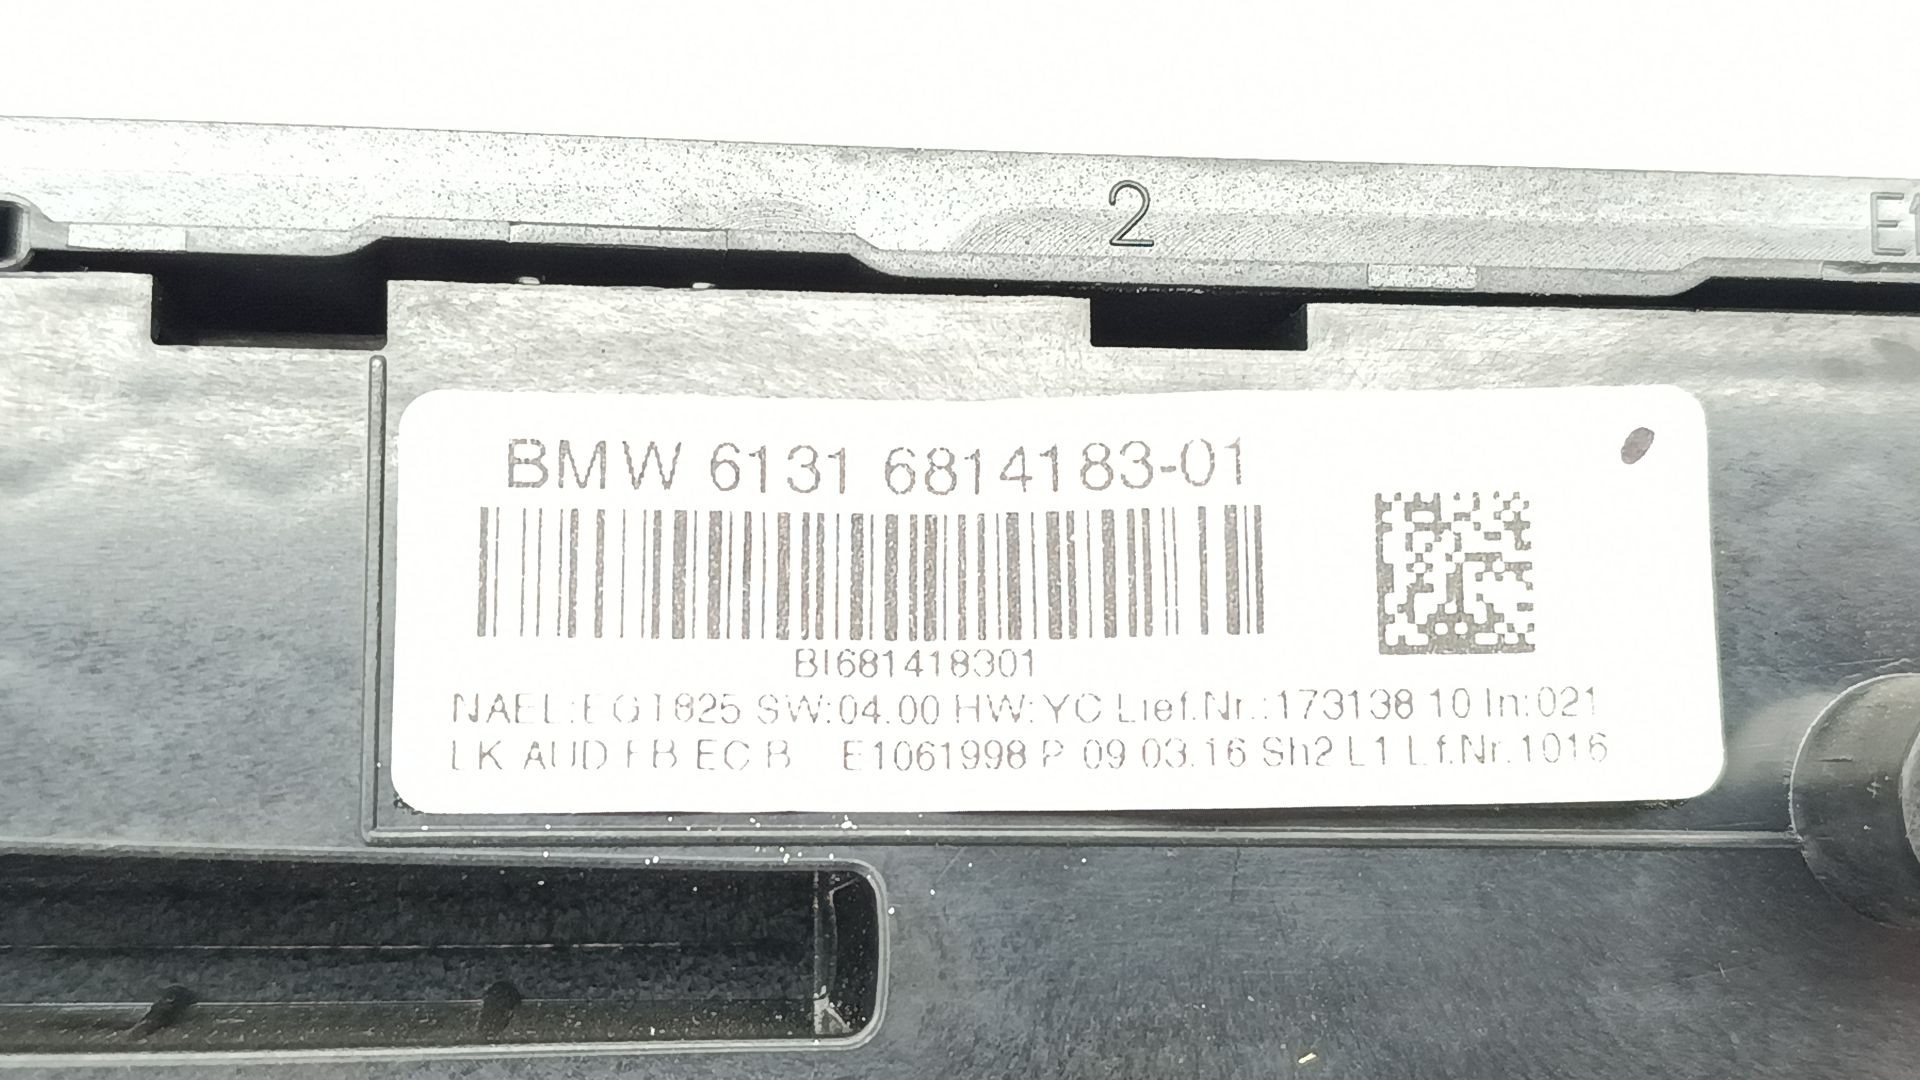 2
E1
BMW 6131 6814183-01
BI681418301
NAEL:EG1825 SW:04.00 HW:YC Lief.Nr.:173138 10 In:021
LK AUD FB EC B E1061998 P 09 03.16 Sh2 L1 Lf.Nr.1016